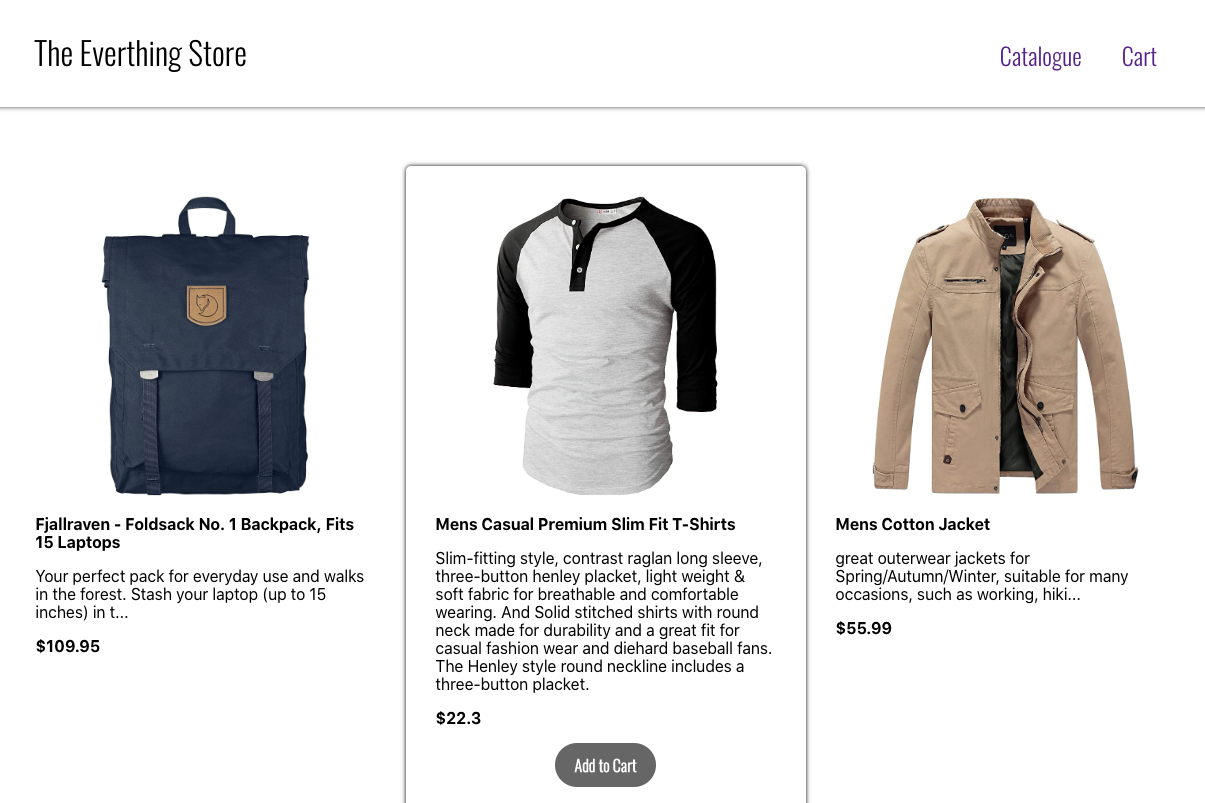 The Everthing Store
Catalogue
Cart
Fjallraven - Foldsack No. 1 Backpack, Fits
15 Laptops
Your perfect pack for everyday use and walks
in the forest. Stash your laptop (up to 15
inches) in t...
$109.95
Mens Casual Premium Slim Fit T-Shirts
Slim-fitting style, contrast raglan long sleeve,
three-button henley placket, light weight &
soft fabric for breathable and comfortable
wearing. And Solid stitched shirts with round
neck made for durability and a great fit for
casual fashion wear and diehard baseball fans.
The Henley style round neckline includes a
three-button placket.
$22.3
Add to Cart
Mens Cotton Jacket
great outerwear jackets for
Spring/Autumn/Winter, suitable for many
occasions, such as working, hiki...
$55.99